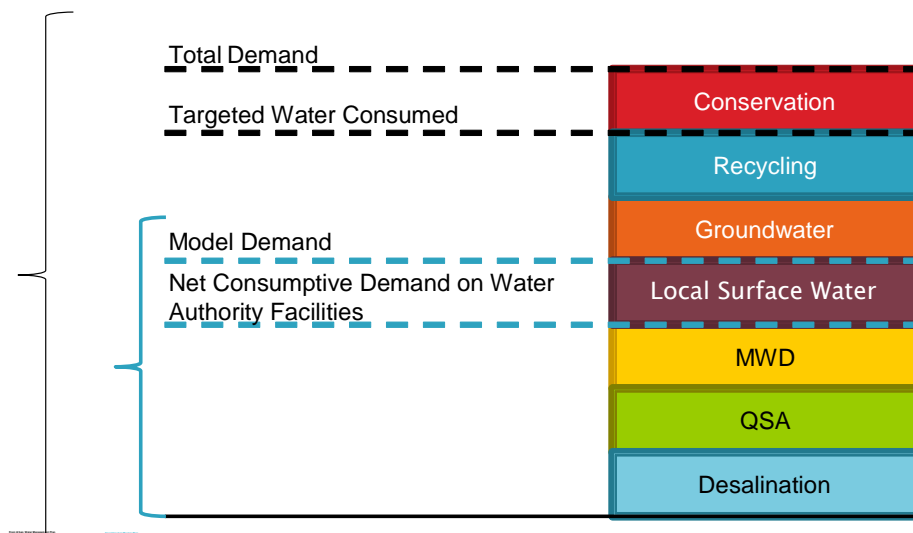 Total Demand
Conservation
Targeted Water Consumed
Recycling
Groundwater
Model Demand
Net Consumptive Demand on Water
Authority Facilities
Local Surface Water
MWD
QSA
Desalination